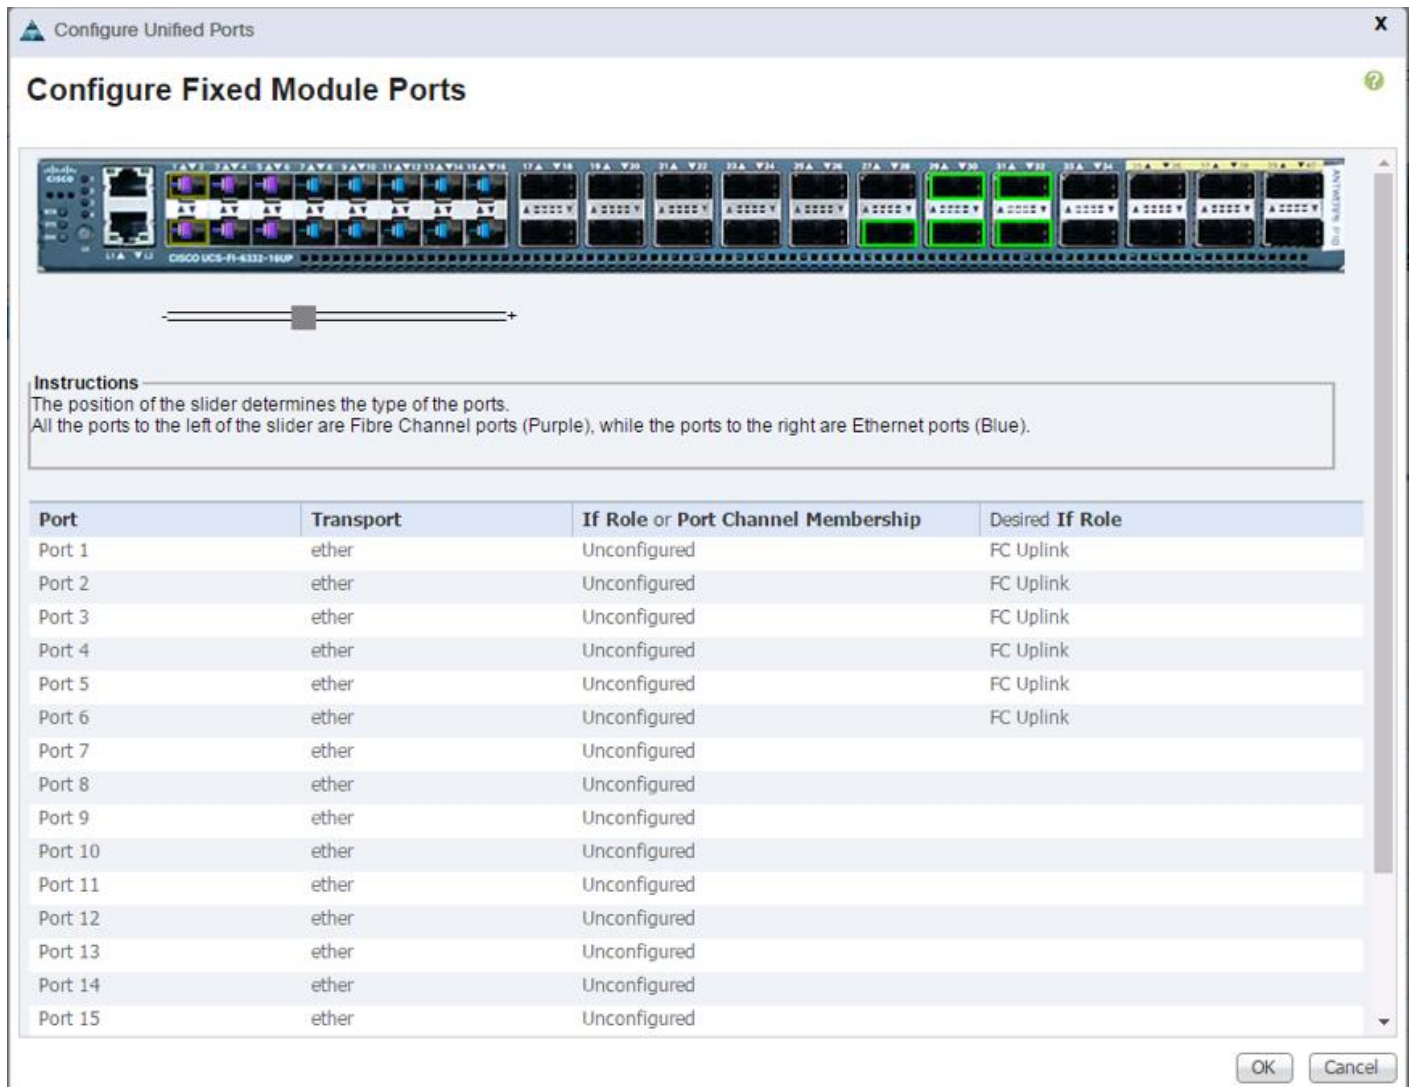 Configure Unified Ports
X
Configure Fixed Module Ports
?
CISCO
L1 L2
CISCO UCS-FI-6332-16UP
- +
Instructions
The position of the slider determines the type of the ports.
All the ports to the left of the slider are Fibre Channel ports (Purple), while the ports to the right are Ethernet ports (Blue).
Port Transport If Role or Port Channel Membership Desired If Role
Port 1 ether Unconfigured FC Uplink
Port 2 ether Unconfigured FC Uplink
Port 3 ether Unconfigured FC Uplink
Port 4 ether Unconfigured FC Uplink
Port 5 ether Unconfigured FC Uplink
Port 6 ether Unconfigured FC Uplink
Port 7 ether Unconfigured
Port 8 ether Unconfigured
Port 9 ether Unconfigured
Port 10 ether Unconfigured
Port 11 ether Unconfigured
Port 12 ether Unconfigured
Port 13 ether Unconfigured
Port 14 ether Unconfigured
Port 15 ether Unconfigured
OK Cancel